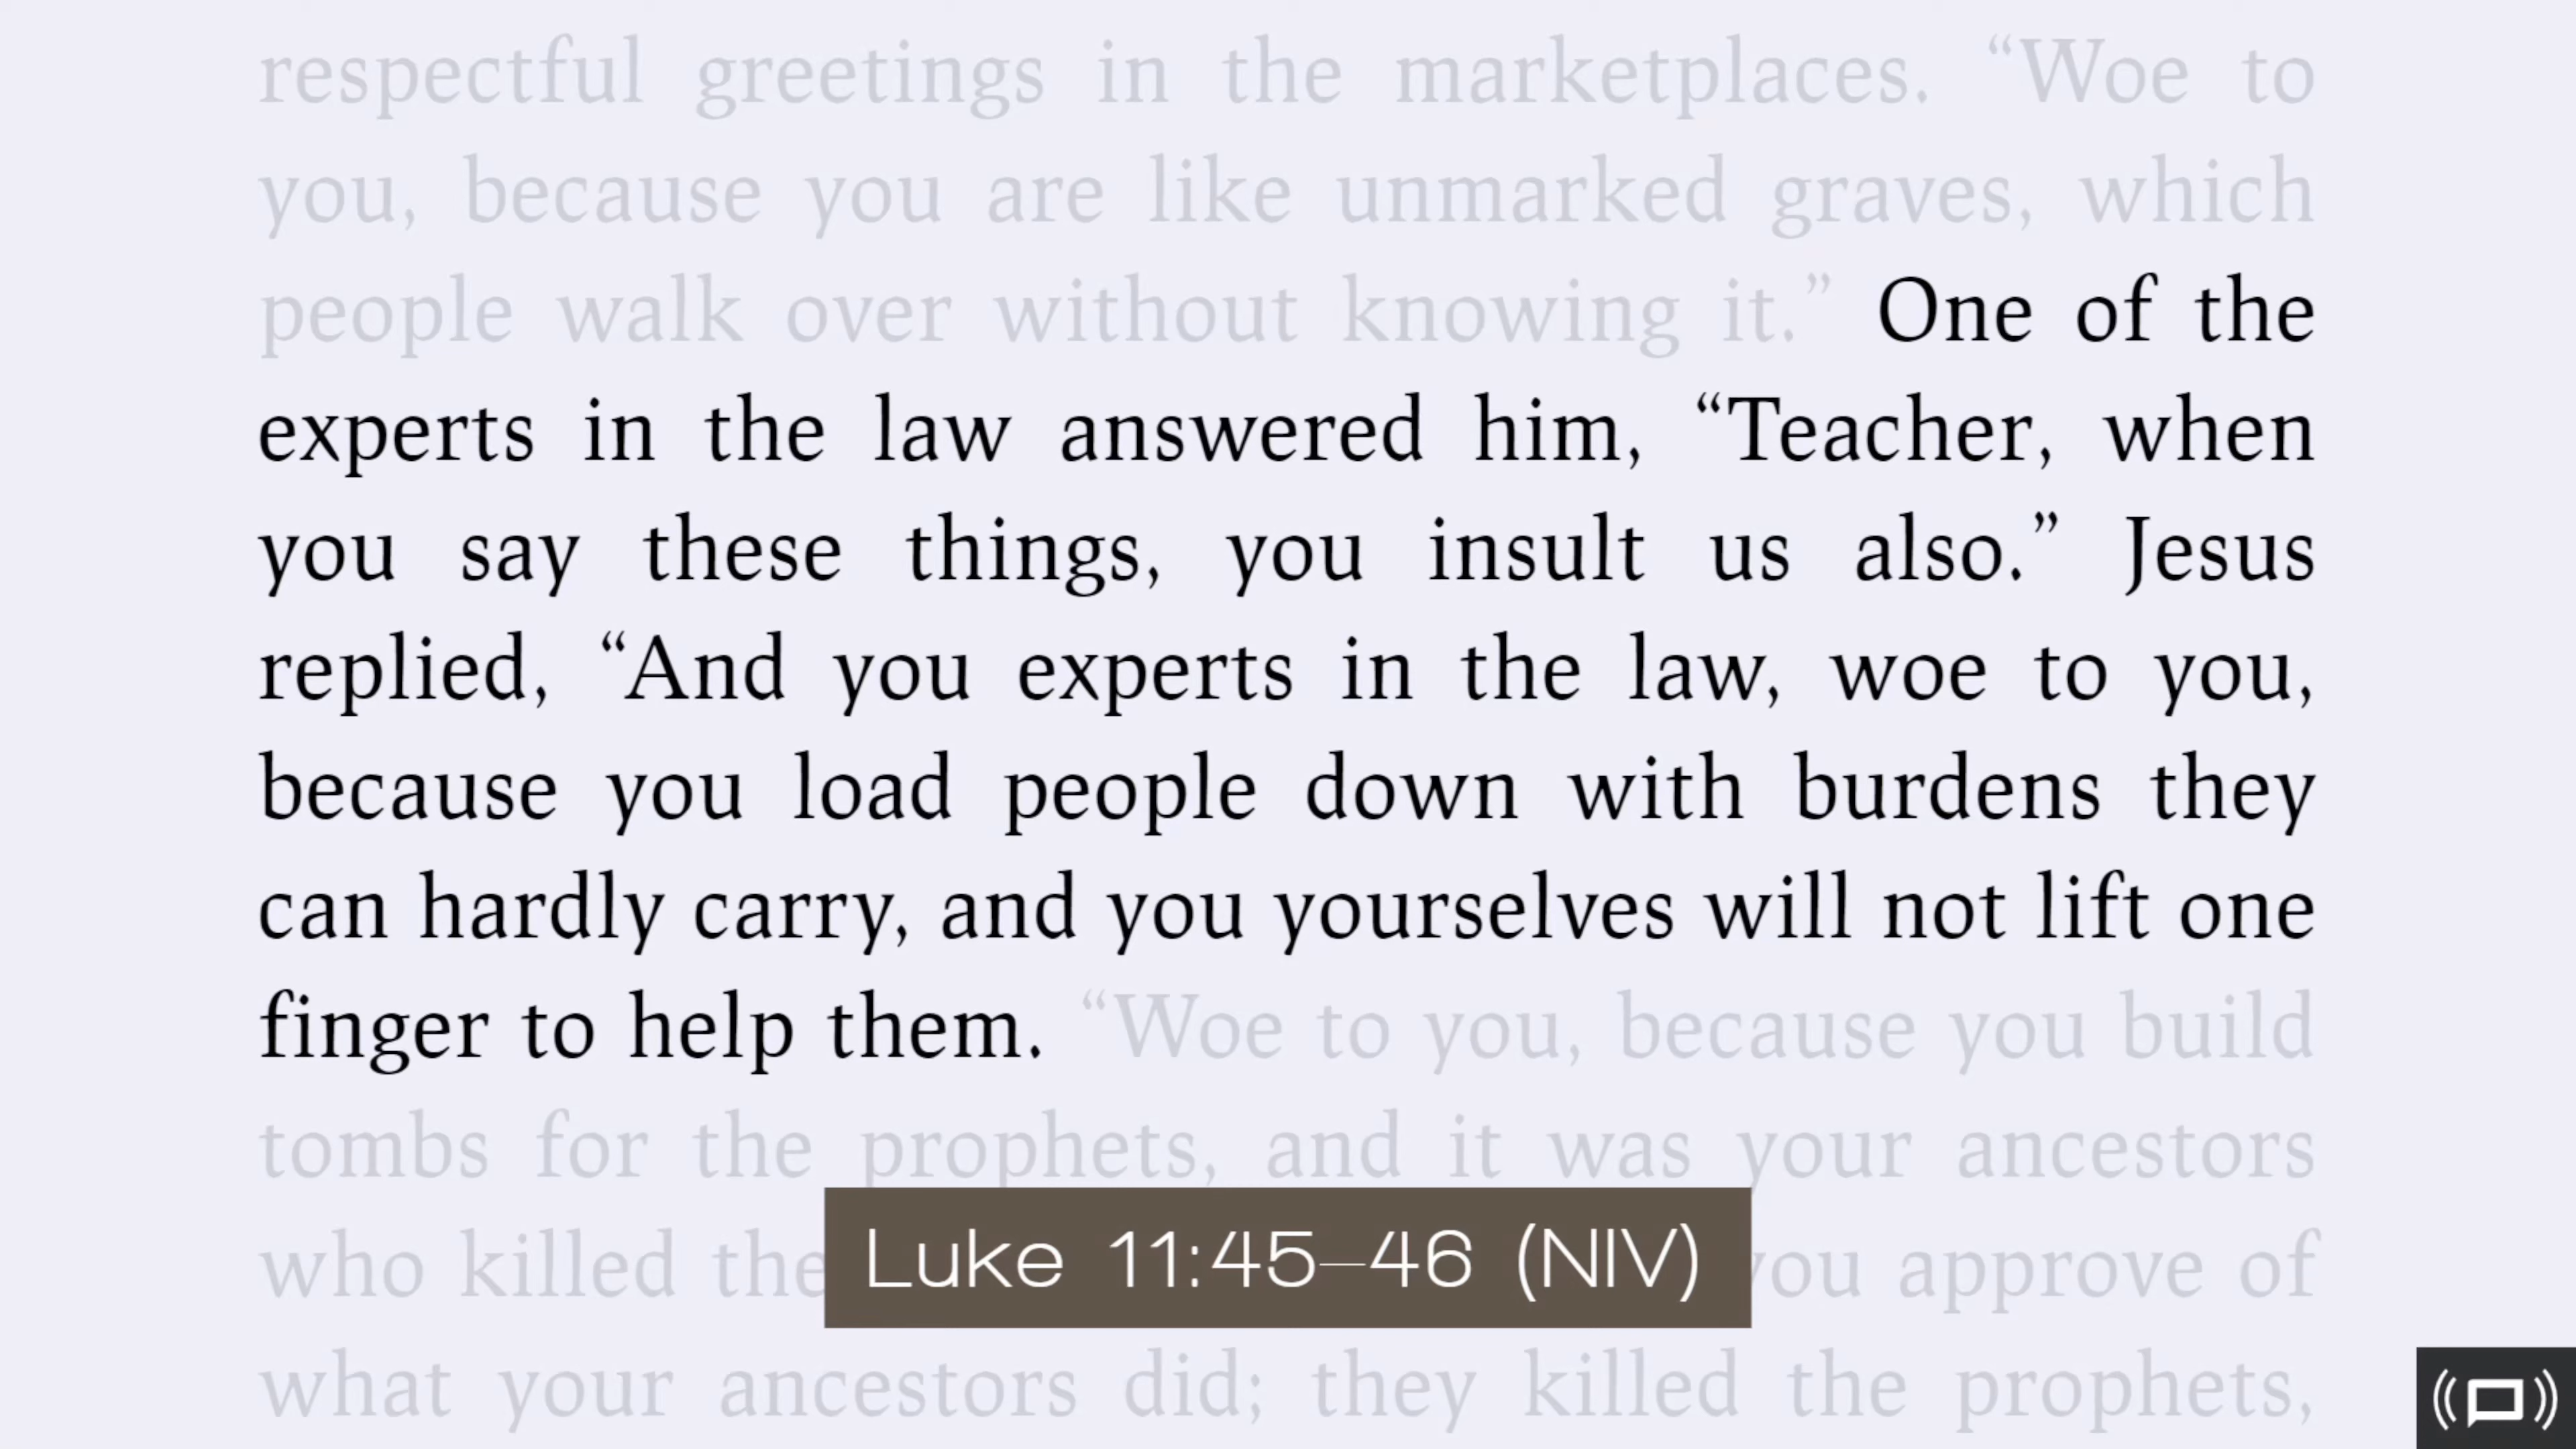 respectful greetings in the marketplaces. “Woe to
you, because you are like unmarked graves, which
people walk over without knowing it.” One of the
experts in the law answered him, “Teacher, when
you say these things, you insult us also.” Jesus
replied, “And you experts in the law, woe to you,
because you load people down with burdens they
can hardly carry, and you yourselves will not lift one
finger to help them. “Woe to you, because you build
tombs for the prophets, and it was your ancestors
who killed the you approve of
Luke 11:45–46 (NIV)
what your ancestors did; they killed the prophets,